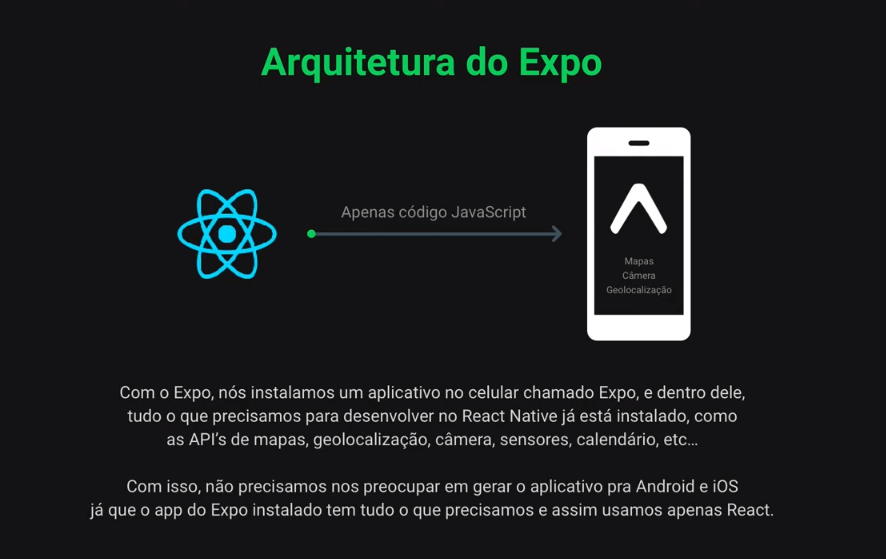 Arquitetura do Expo
Apenas código JavaScript
Mapas
Câmera
Geolocalização
Com o Expo, nós instalamos um aplicativo no celular chamado Expo, e dentro dele,
tudo o que precisamos para desenvolver no React Native já está instalado, como
as API’s de mapas, geolocalização, câmera, sensores, calendário, etc...
Com isso, não precisamos nos preocupar em gerar o aplicativo pra Android e iOS
já que o app do Expo instalado tem tudo o que precisamos e assim usamos apenas React.